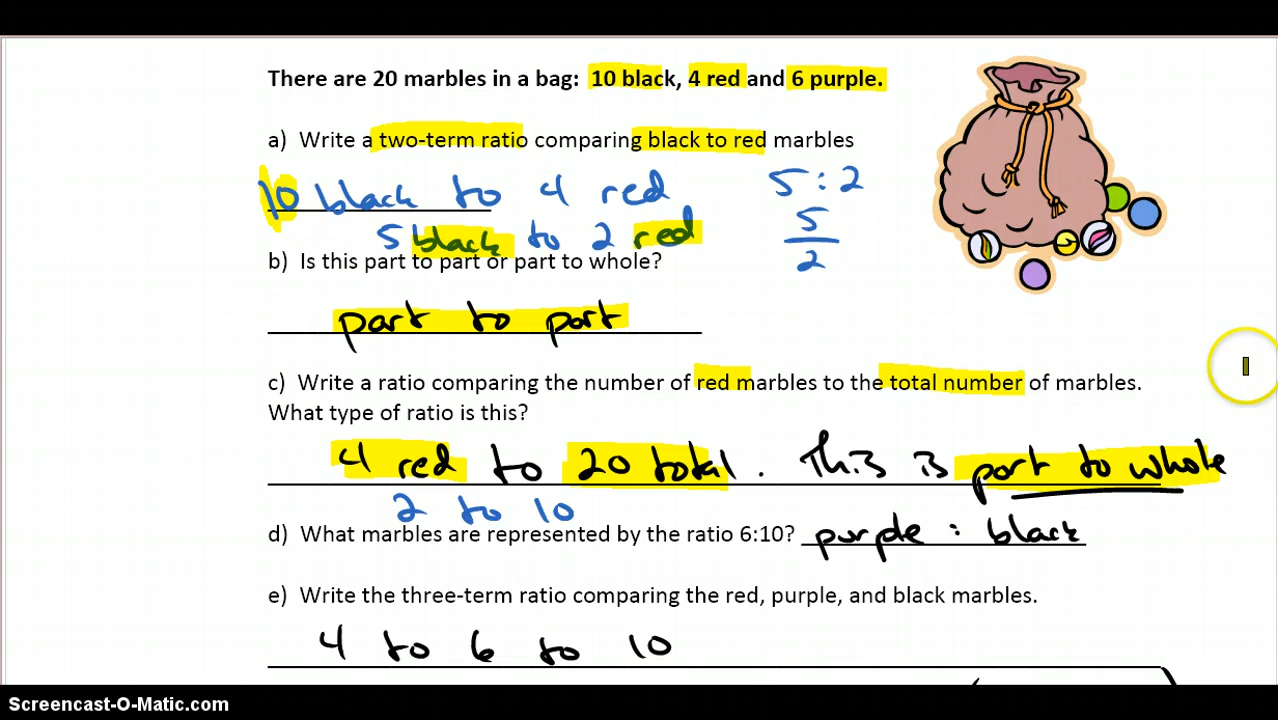 There are 20 marbles in a bag: 10 black, 4 red and 6 purple.
a) Write a two-term ratio comparing black to red marbles
10 black to 4 red
5 : 2
5 black to 2 red
5
2
b) Is this part to part or part to whole?
part to part
c) Write a ratio comparing the number of red marbles to the total number of marbles.
What type of ratio is this?
4 red to 20 total. This is part to whole
2 to 10
d) What marbles are represented by the ratio 6:10? purple : black
e) Write the three-term ratio comparing the red, purple, and black marbles.
4 to 6 to 10
Screencast-O-Matic.com